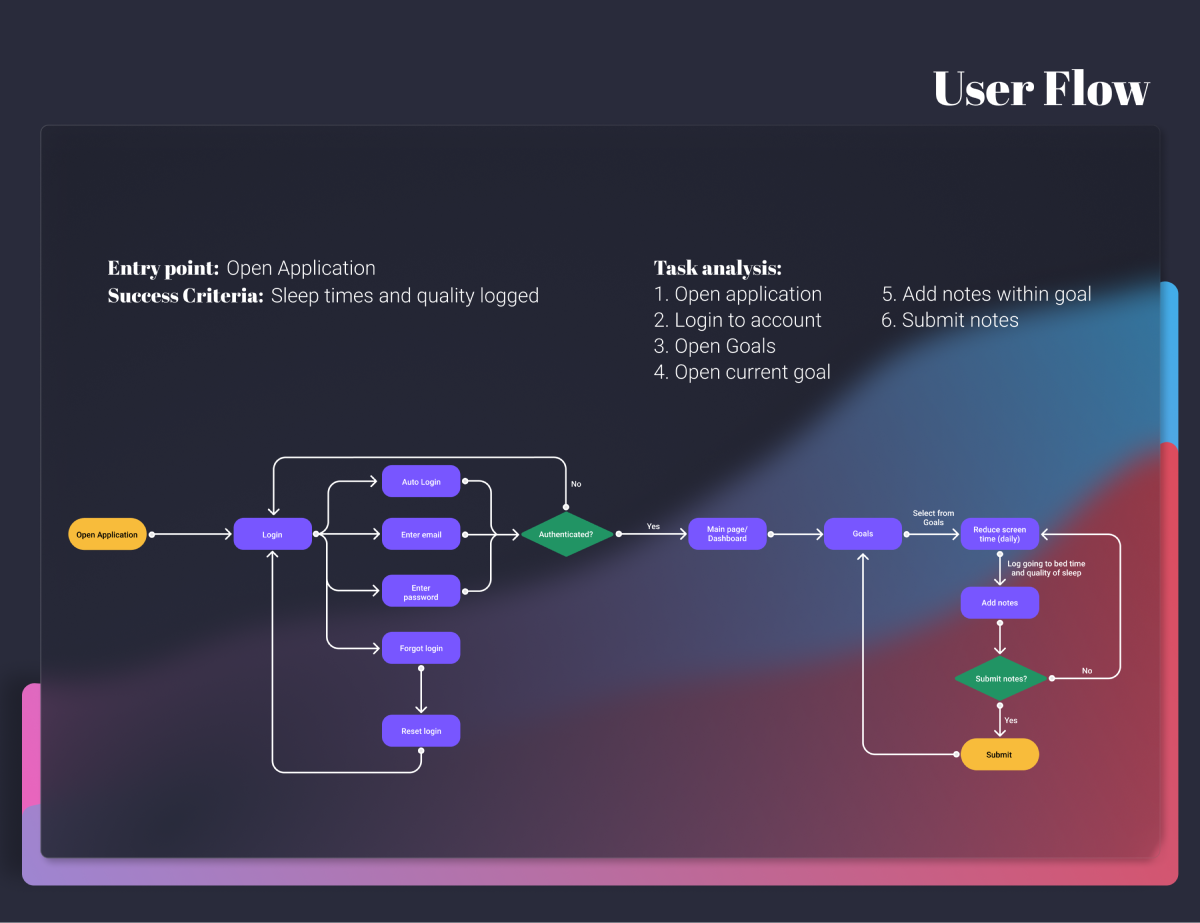 User Flow
Entry point: Open Application
Success Criteria: Sleep times and quality logged
Task analysis:
1. Open application
2. Login to account
3. Open Goals
4. Open current goal
5. Add notes within goal
6. Submit notes
Open Application
Login
Auto Login
Enter email
Enter
password
Forgot login
Reset login
No
Authenticated?
Yes
Main page/
Dashboard
Goals
Select from
Goals
Reduce screen
time (daily)
Log going to bed time
and quality of sleep
Add notes
Submit notes?
No
Yes
Submit